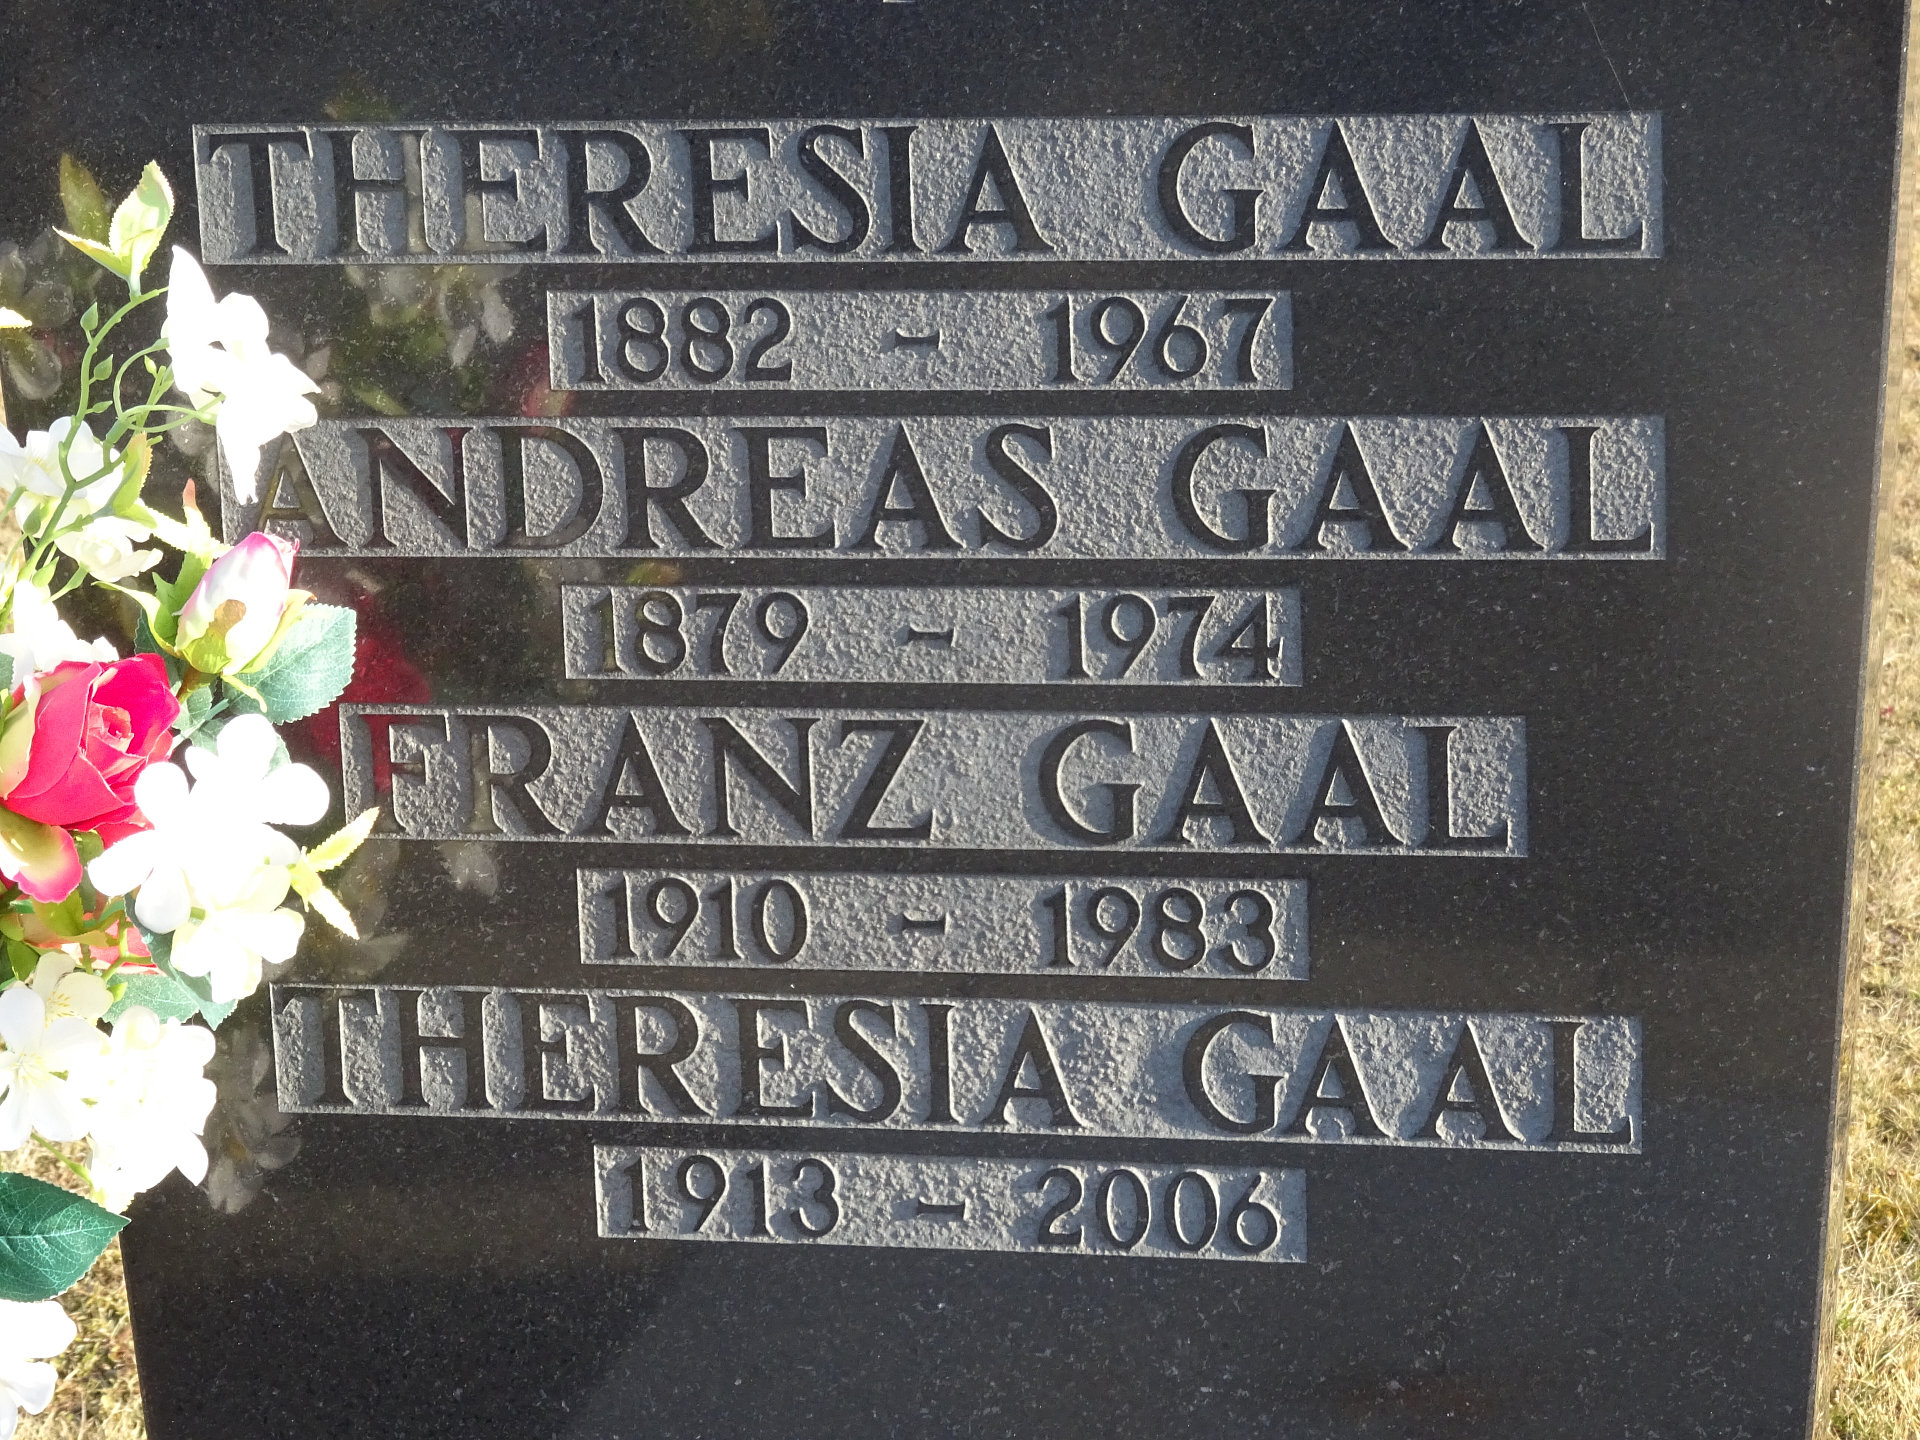 THERESIA GAAL
1882 - 1967
ANDREAS GAAL
1879 - 1974
FRANZ GAAL
1910 - 1983
THERESIA GAAL
1913 - 2006